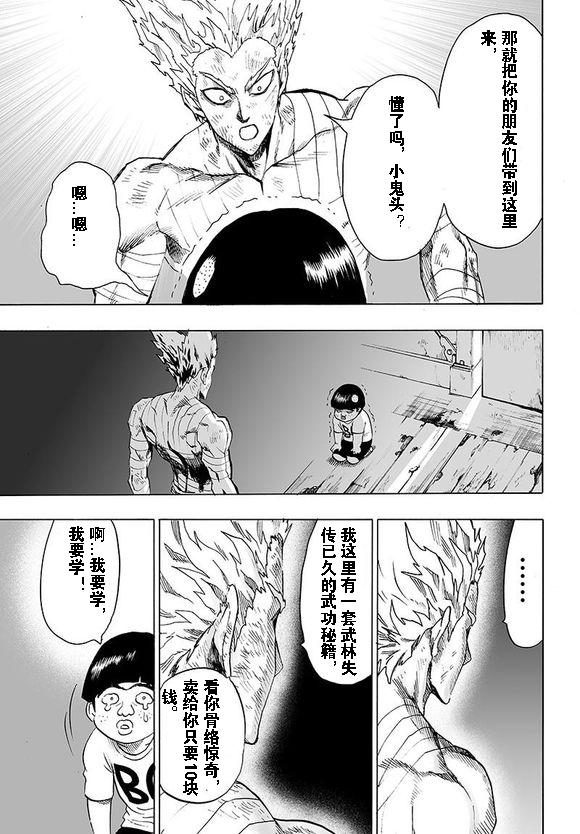 那就把你的朋友们带到这里
来，
懂了吗，小鬼头？
嗯…嗯…
……
我这里有一套武林失
传已久的武功秘籍，
看你骨络惊奇，
卖给你只要10块
钱。
啊…我要学，
我要学！
BO